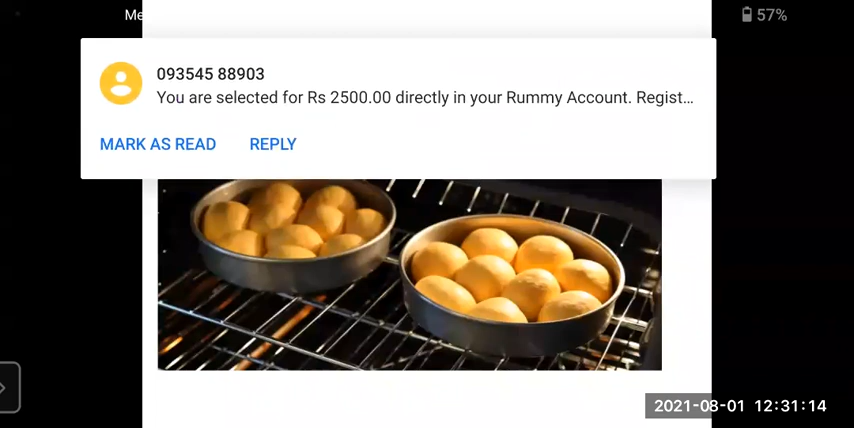 Me
57%
093545 88903
You are selected for Rs 2500.00 directly in your Rummy Account. Regist…
MARK AS READ
REPLY
2021-08-01 12:31:14